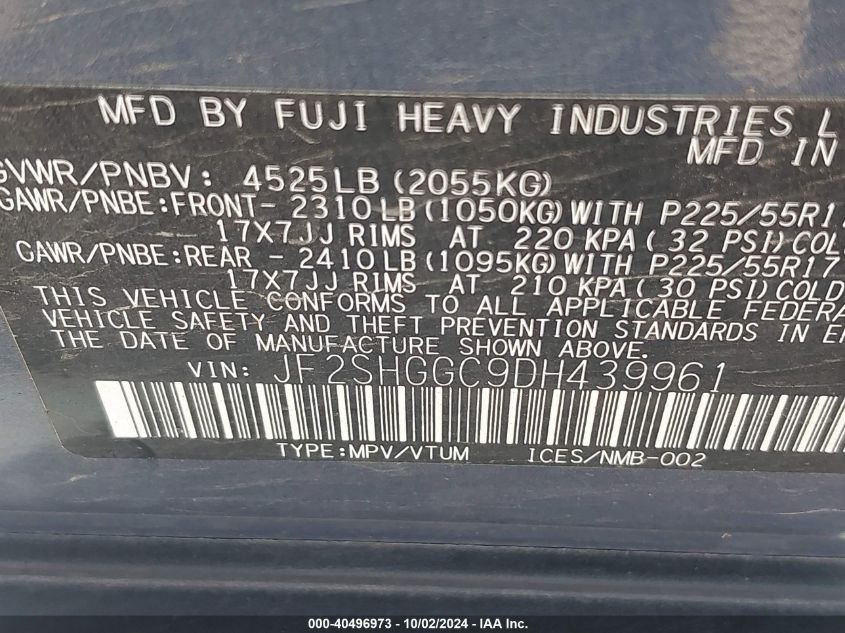 MFD BY FUJI HEAVY INDUSTRIES L
MFD IN
GVWR/PNBV: 4525LB (2055KG)
GAWR/PNBE:FRONT- 2310LB(1050KG)WITH P225/55R17
17X7JJ RIMS AT 220 KPA( 32 PSI)COL
GAWR/PNBE:REAR - 2410LB(1095KG)WITH P225/55R17
17X7JJ RIMS AT 210 KPA( 30 PSI)COLD
THIS VEHICLE CONFORMS TO ALL APPLICABLE FEDERA
VEHICLE SAFETY AND THEFT PREVENTION STANDARDS IN EF
THE DATE OF MANUFACTURE SHOWN ABOVE.
VIN: JF2SHGGC9DH439961
TYPE:MPV/VTUM ICES/NMB-002
000-40496973 - 10/02/2024 - IAA Inc.